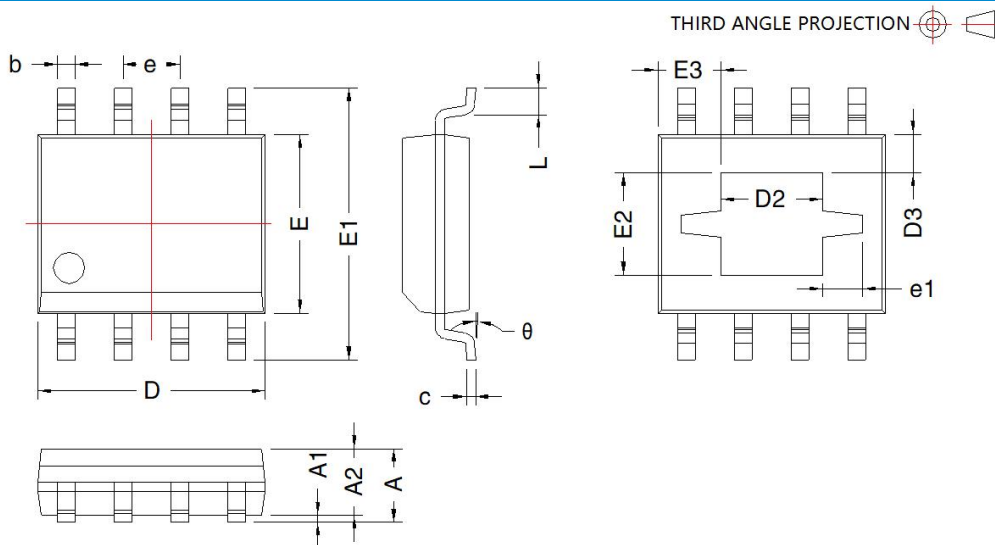 THIRD ANGLE PROJECTION
b
e
E3
L
E
E1
D2
E2
D3
e1
θ
c
D
A1
A2
A